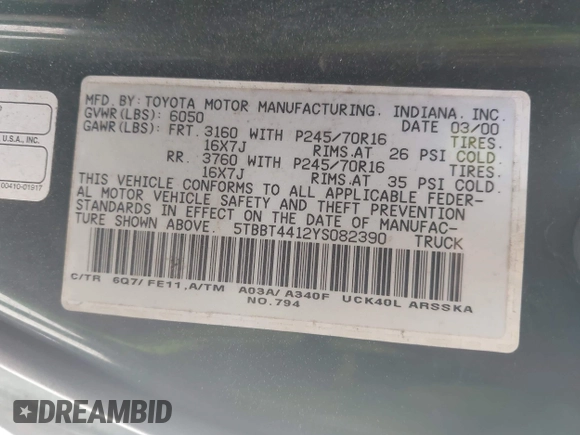 MFD. BY: TOYOTA MOTOR MANUFACTURING. INDIANA. INC.
GVWR(LBS): 6050 DATE 03/00
GAWR(LBS): FRT. 3160 WITH P245/70R16 TIRES.
16X7J RIMS.AT 26 PSI COLD.
RR. 3760 WITH P245/70R16 TIRES.
16X7J RIMS.AT 35 PSI COLD.
THIS VEHICLE CONFORMS TO ALL APPLICABLE FEDER-
AL MOTOR VEHICLE SAFETY AND THEFT PREVENTION
STANDARDS IN EFFECT ON THE DATE OF MANUFAC-
TURE SHOWN ABOVE. 5TBBT4412YS082390 TRUCK
C/TR 6Q7/ FE11,A/TM A03A/ A340F UCK40L ARSSKA
NO.794
U.S.A., INC.
00410-01917
DREAMBID